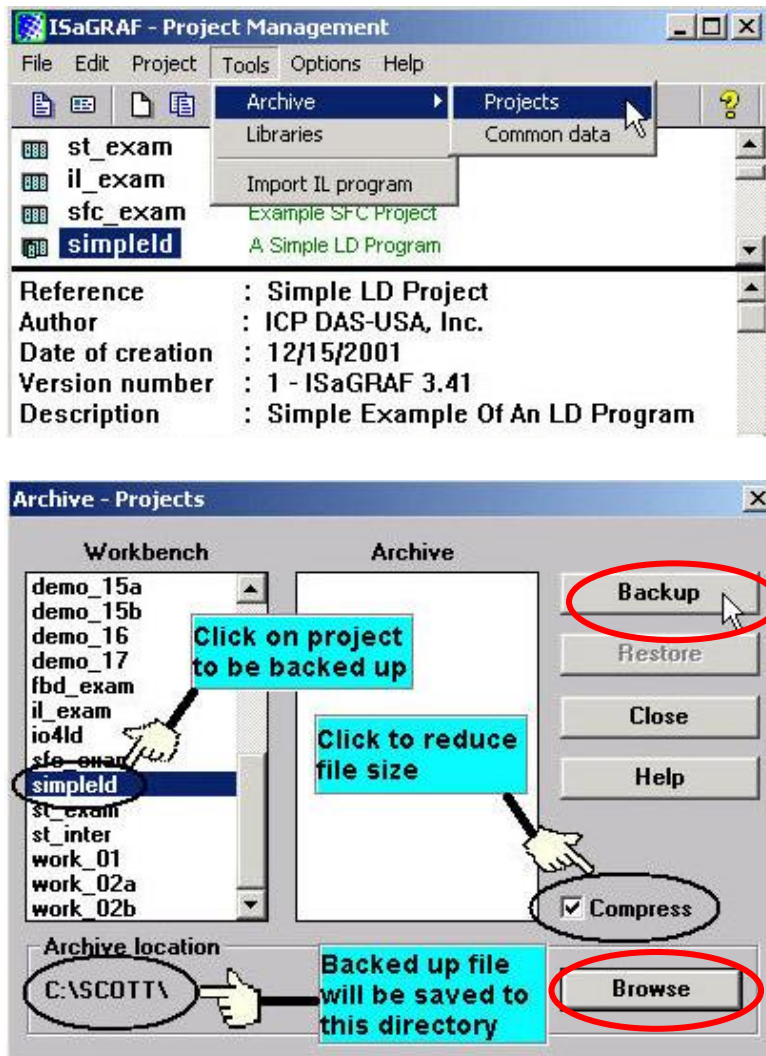 ISaGRAF - Project Management
File Edit Project Tools Options Help
Archive
Projects
Libraries
Common data
Import IL program
st_exam
il_exam
sfc_exam Example SFC Project
simpleld A Simple LD Program
Reference : Simple LD Project
Author : ICP DAS-USA, Inc.
Date of creation : 12/15/2001
Version number : 1 - ISaGRAF 3.41
Description : Simple Example Of An LD Program
Archive - Projects
Workbench
Archive
demo_15a
demo_15b
demo_16
demo_17
fbd_exam
il_exam
io4ld
sfc_exam
simpleld
st_exam
st_inter
work_01
work_02a
work_02b
Click on project
to be backed up
Click to reduce
file size
Backup
Restore
Close
Help
Compress
Archive location
C:\SCOTT\
Backed up file
will be saved to
this directory
Browse